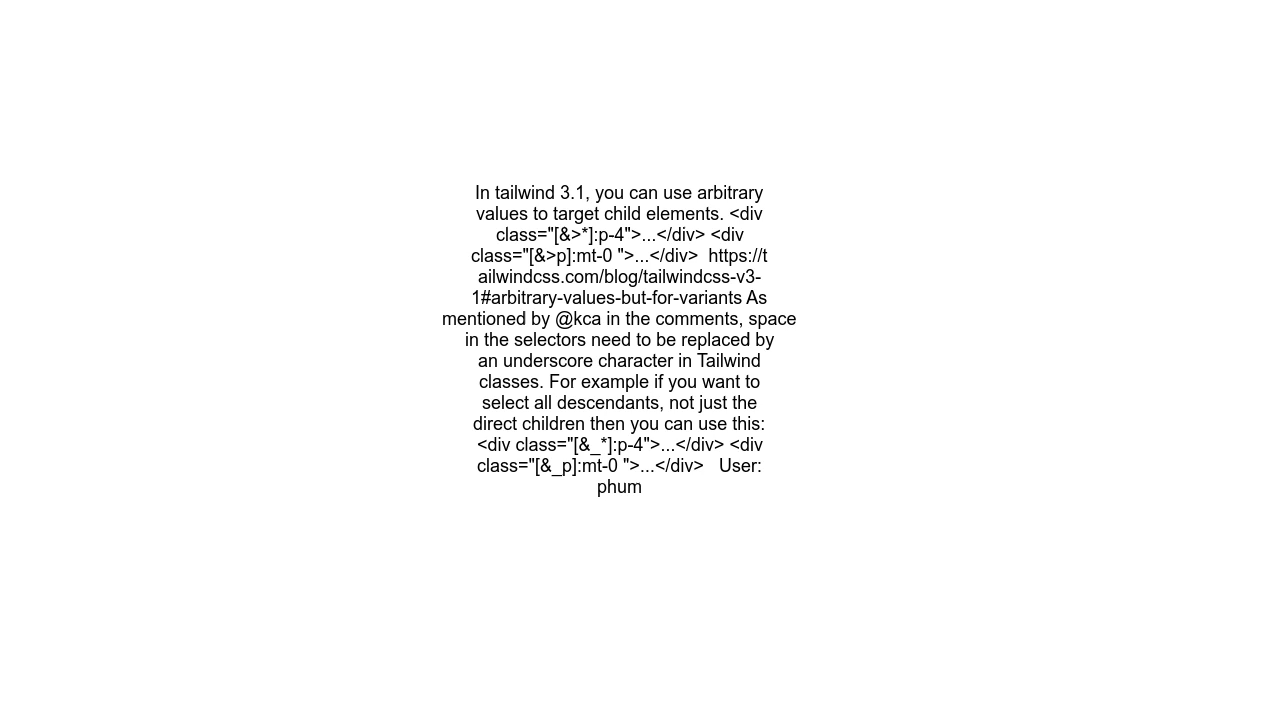 In tailwind 3.1, you can use arbitrary
values to target child elements. <div
class="[&>*]:p-4">...</div> <div
class="[&>p]:mt-0 ">...</div>  https://t
ailwindcss.com/blog/tailwindcss-v3-
1#arbitrary-values-but-for-variants As
mentioned by @kca in the comments, space
in the selectors need to be replaced by
an underscore character in Tailwind
classes. For example if you want to
select all descendants, not just the
direct children then you can use this:
<div class="[&_*]:p-4">...</div> <div
class="[&_p]:mt-0 ">...</div>   User:
phum